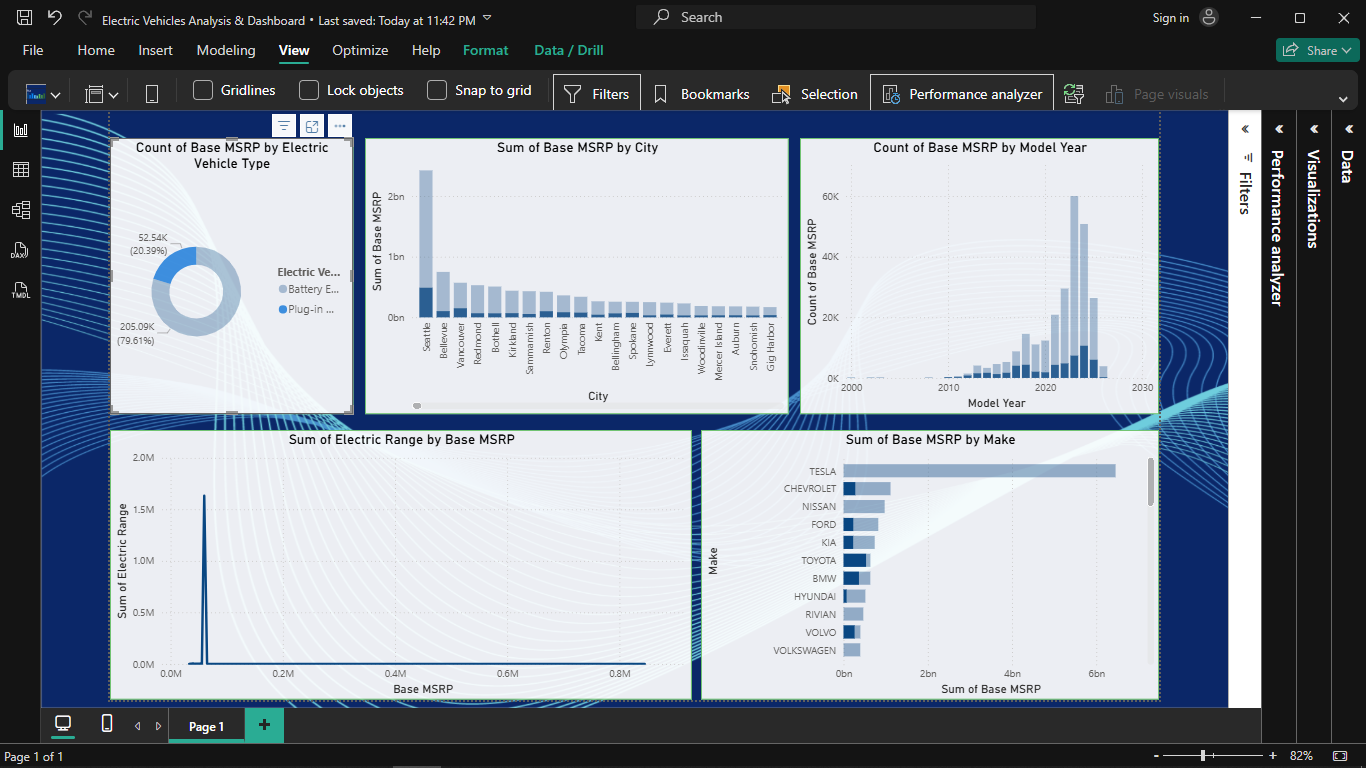 Electric Vehicles Analysis & Dashboard • Last saved: Today at 11:42 PM
Search
Sign in
File
Home
Insert
Modeling
View
Optimize
Help
Format
Data / Drill
Share
Gridlines
Lock objects
Snap to grid
Filters
Bookmarks
Selection
Performance analyzer
Page visuals
DAX
TMDL
Count of Base MSRP by Electric
Vehicle Type
52.54K
(20.39%)
205.09K
(79.61%)
Electric Ve...
Battery E...
Plug-in ...
Sum of Base MSRP by City
Sum of Base MSRP
2bn
1bn
0bn
Seattle
Bellevue
Vancouver
Redmond
Bothell
Kirkland
Sammamish
Renton
Olympia
Tacoma
Kent
Bellingham
Spokane
Lynnwood
Everett
Issaquah
Woodinville
Mercer Island
Auburn
Snohomish
Gig Harbor
City
Count of Base MSRP by Model Year
Count of Base MSRP
60K
40K
20K
0K
2000
2010
2020
2030
Model Year
Sum of Electric Range by Base MSRP
Sum of Electric Range
2.0M
1.5M
1.0M
0.5M
0.0M
0.0M
0.2M
0.4M
0.6M
0.8M
Base MSRP
Sum of Base MSRP by Make
Make
TESLA
CHEVROLET
NISSAN
FORD
KIA
TOYOTA
BMW
HYUNDAI
RIVIAN
VOLVO
VOLKSWAGEN
0bn
2bn
4bn
6bn
Sum of Base MSRP
Filters
Performance analyzer
Visualizations
Data
Page 1
+
Page 1 of 1
- + 82%